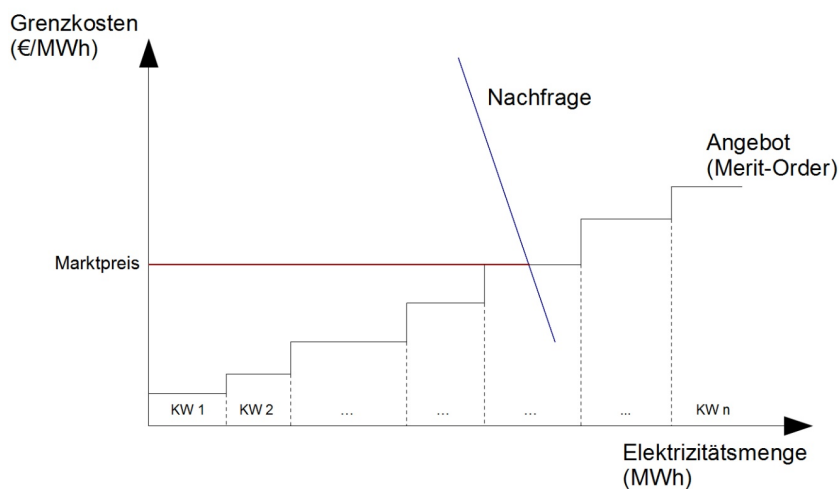 Grenzkosten
(€/MWh)
Nachfrage
Angebot
(Merit-Order)
Marktpreis
KW 1
KW 2
...
...
...
...
KW n
Elektrizitätsmenge
(MWh)